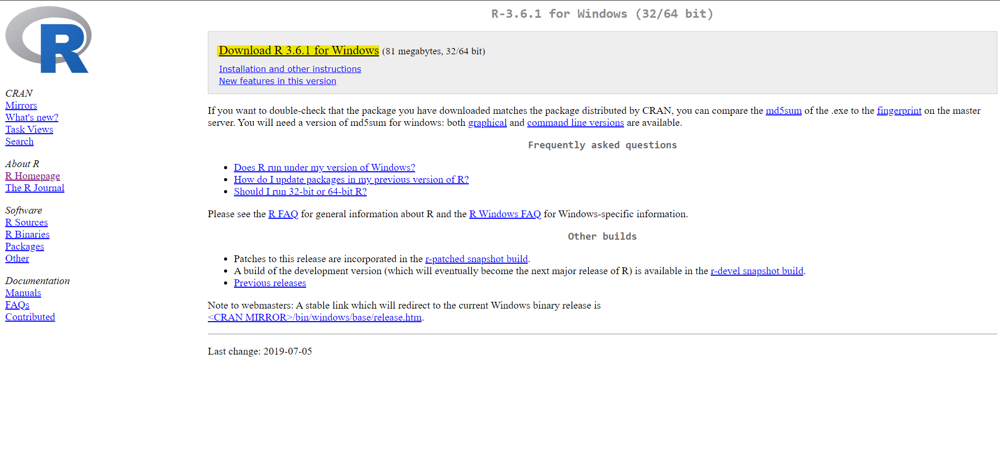 R
CRAN
Mirrors
What's new?
Task Views
Search
About R
R Homepage
The R Journal
Software
R Sources
R Binaries
Packages
Other
Documentation
Manuals
FAQs
Contributed
R-3.6.1 for Windows (32/64 bit)
Download R 3.6.1 for Windows (81 megabytes, 32/64 bit)
Installation and other instructions
New features in this version
If you want to double-check that the package you have downloaded matches the package distributed by CRAN, you can compare the md5sum of the .exe to the fingerprint on the master
server. You will need a version of md5sum for windows: both graphical and command line versions are available.
Frequently asked questions
• Does R run under my version of Windows?
• How do I update packages in my previous version of R?
• Should I run 32-bit or 64-bit R?
Please see the R FAQ for general information about R and the R Windows FAQ for Windows-specific information.
Other builds
• Patches to this release are incorporated in the r-patched snapshot build.
• A build of the development version (which will eventually become the next major release of R) is available in the r-devel snapshot build.
• Previous releases
Note to webmasters: A stable link which will redirect to the current Windows binary release is
<CRAN MIRROR>/bin/windows/base/release.htm.
Last change: 2019-07-05